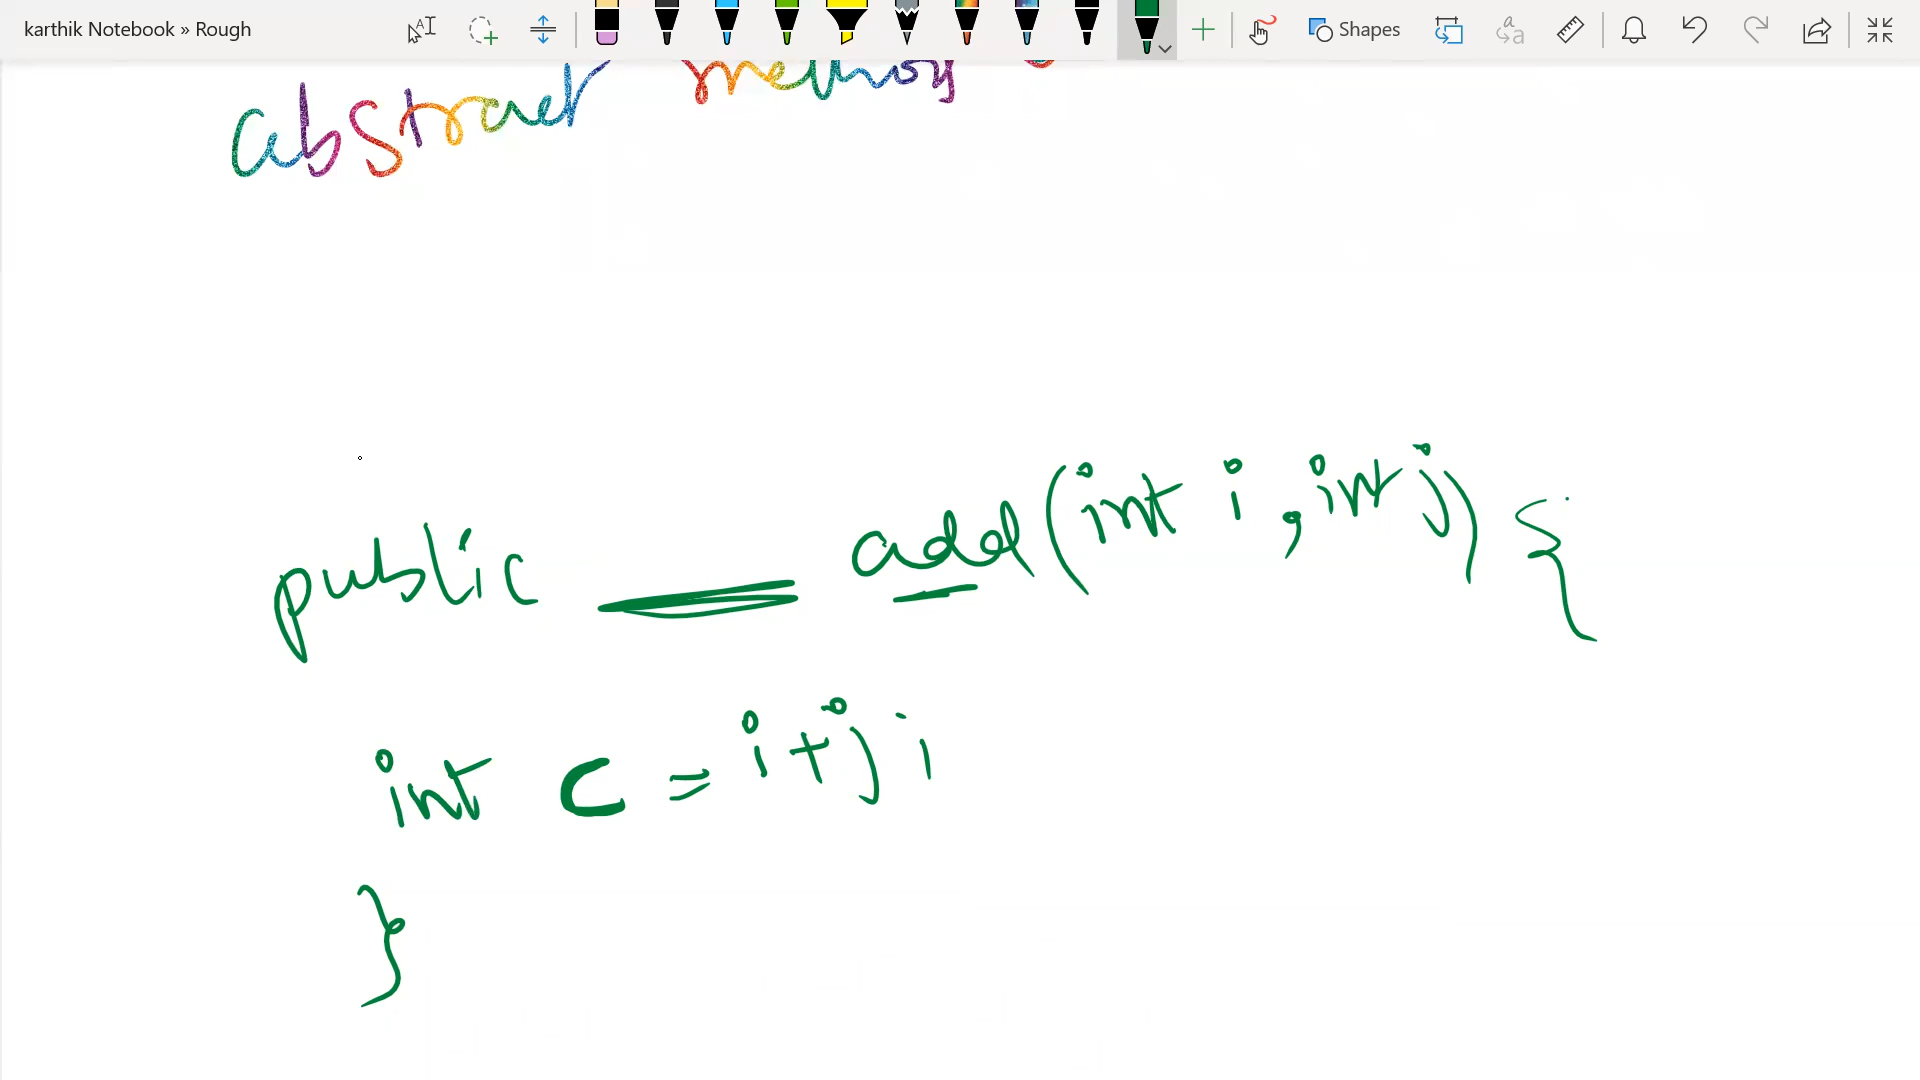 karthik Notebook » Rough
Shapes
abstract method
public add(int i, int j) {
int c = i+j;
}